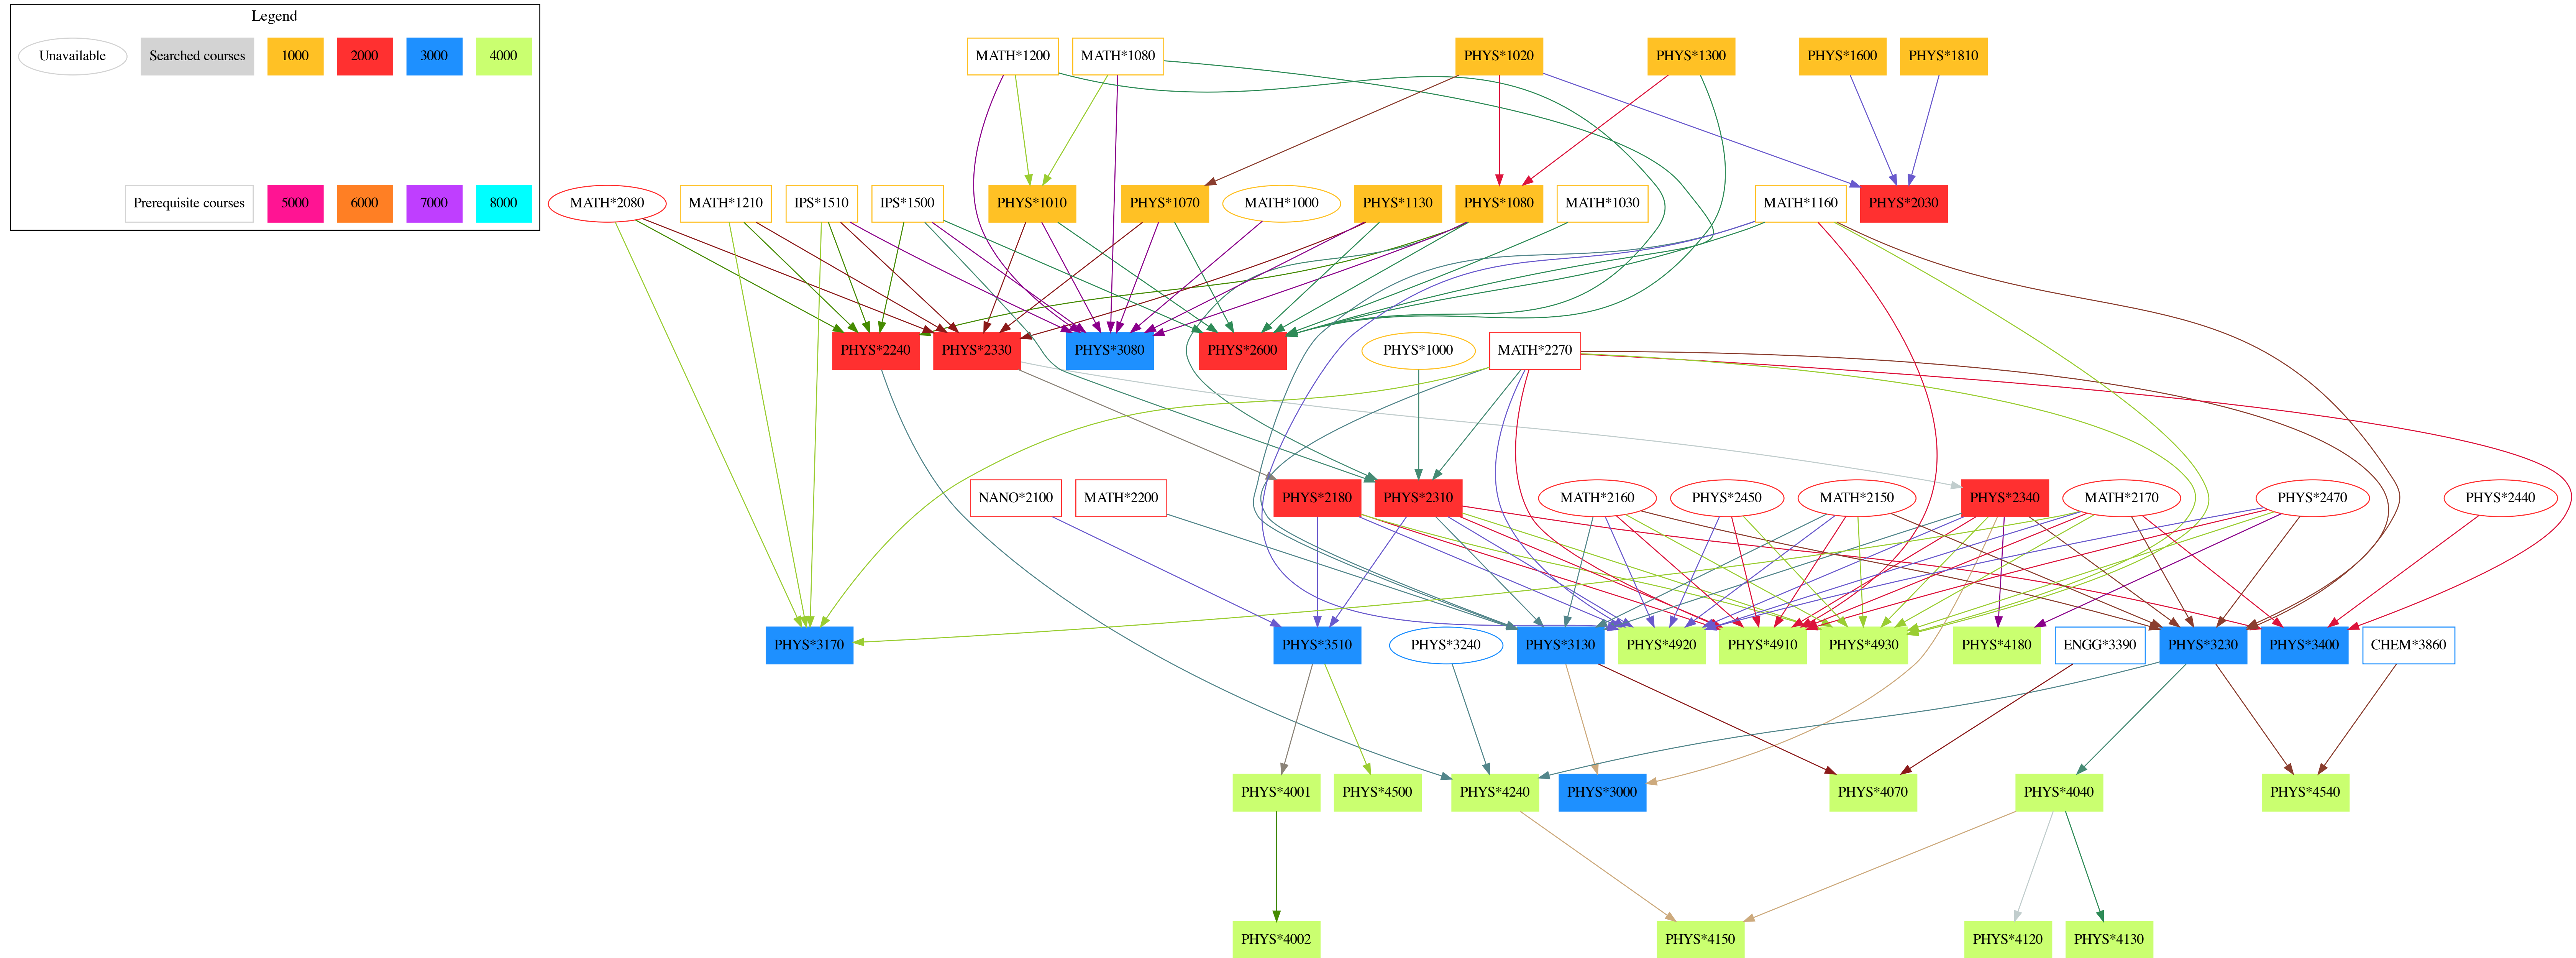 Legend
Unavailable
Searched courses
1000
2000
3000
4000
Prerequisite courses
5000
6000
7000
8000
MATH*1200
MATH*1080
PHYS*1020
PHYS*1300
PHYS*1600
PHYS*1810
MATH*2080
MATH*1210
IPS*1510
IPS*1500
PHYS*1010
PHYS*1070
MATH*1000
PHYS*1130
PHYS*1080
MATH*1030
MATH*1160
PHYS*2030
PHYS*2240
PHYS*2330
PHYS*3080
PHYS*2600
PHYS*1000
MATH*2270
NANO*2100
MATH*2200
PHYS*2180
PHYS*2310
MATH*2160
PHYS*2450
MATH*2150
PHYS*2340
MATH*2170
PHYS*2470
PHYS*2440
PHYS*3170
PHYS*3510
PHYS*3240
PHYS*3130
PHYS*4920
PHYS*4910
PHYS*4930
PHYS*4180
ENGG*3390
PHYS*3230
PHYS*3400
CHEM*3860
PHYS*4001
PHYS*4500
PHYS*4240
PHYS*3000
PHYS*4070
PHYS*4040
PHYS*4540
PHYS*4002
PHYS*4150
PHYS*4120
PHYS*4130